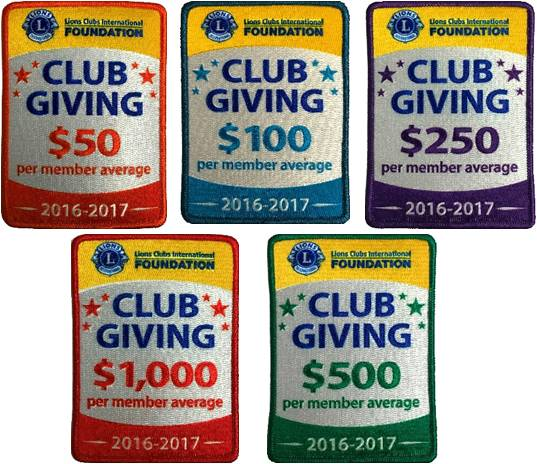 Lions Clubs International
FOUNDATION
CLUB
GIVING
$50
per member average
2016-2017
Lions Clubs International
FOUNDATION
CLUB
GIVING
$100
per member average
2016-2017
Lions Clubs International
FOUNDATION
CLUB
GIVING
$250
per member average
2016-2017
LIONS
L
Lions Clubs International
FOUNDATION
CLUB
GIVING
$1,000
per member average
2016-2017
LIONS
L
Lions Clubs International
FOUNDATION
CLUB
GIVING
$500
per member average
2016-2017